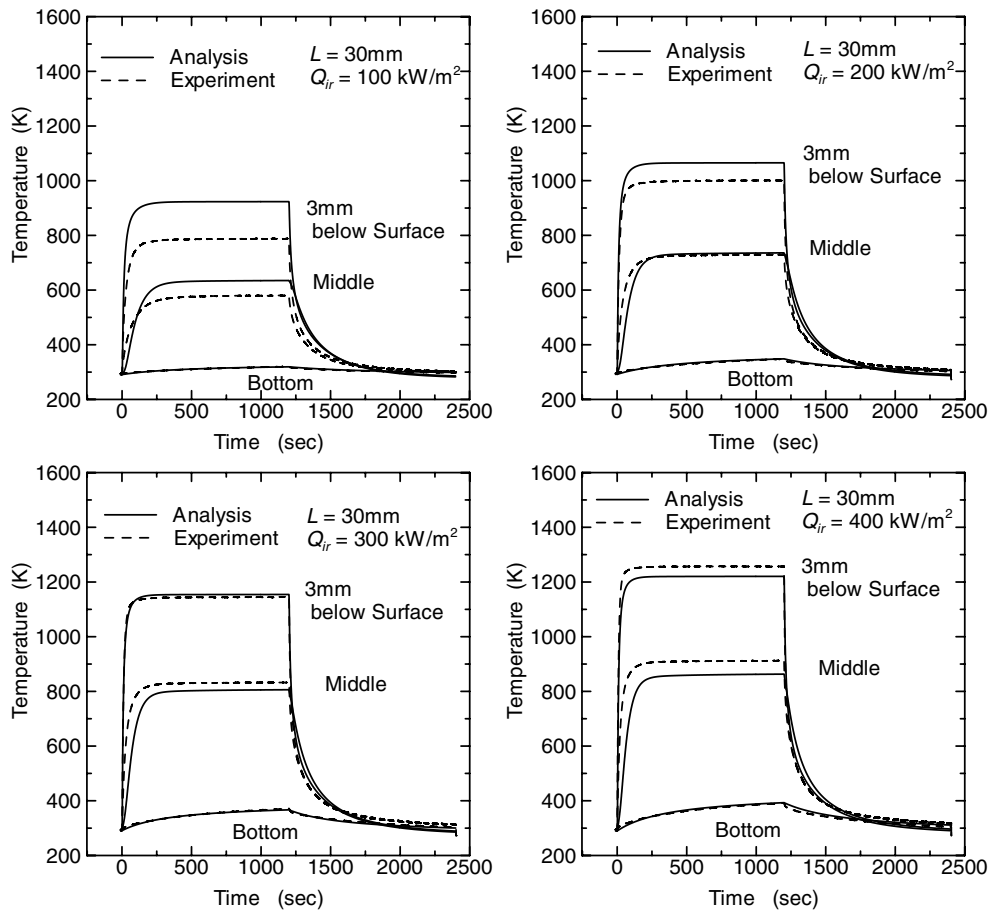 1600
1400
1200
1000
800
600
400
200
Temperature (K)
Analysis
Experiment
L = 30mm
Q_ir = 100 kW/m²
3mm
below Surface
Middle
Bottom
0 500 1000 1500 2000 2500
Time (sec)
1600
1400
1200
1000
800
600
400
200
Temperature (K)
Analysis
Experiment
L = 30mm
Q_ir = 200 kW/m²
3mm
below Surface
Middle
Bottom
0 500 1000 1500 2000 2500
Time (sec)
1600
1400
1200
1000
800
600
400
200
Temperature (K)
Analysis
Experiment
L = 30mm
Q_ir = 300 kW/m²
3mm
below Surface
Middle
Bottom
0 500 1000 1500 2000 2500
Time (sec)
1600
1400
1200
1000
800
600
400
200
Temperature (K)
Analysis
Experiment
L = 30mm
Q_ir = 400 kW/m²
3mm
below Surface
Middle
Bottom
0 500 1000 1500 2000 2500
Time (sec)